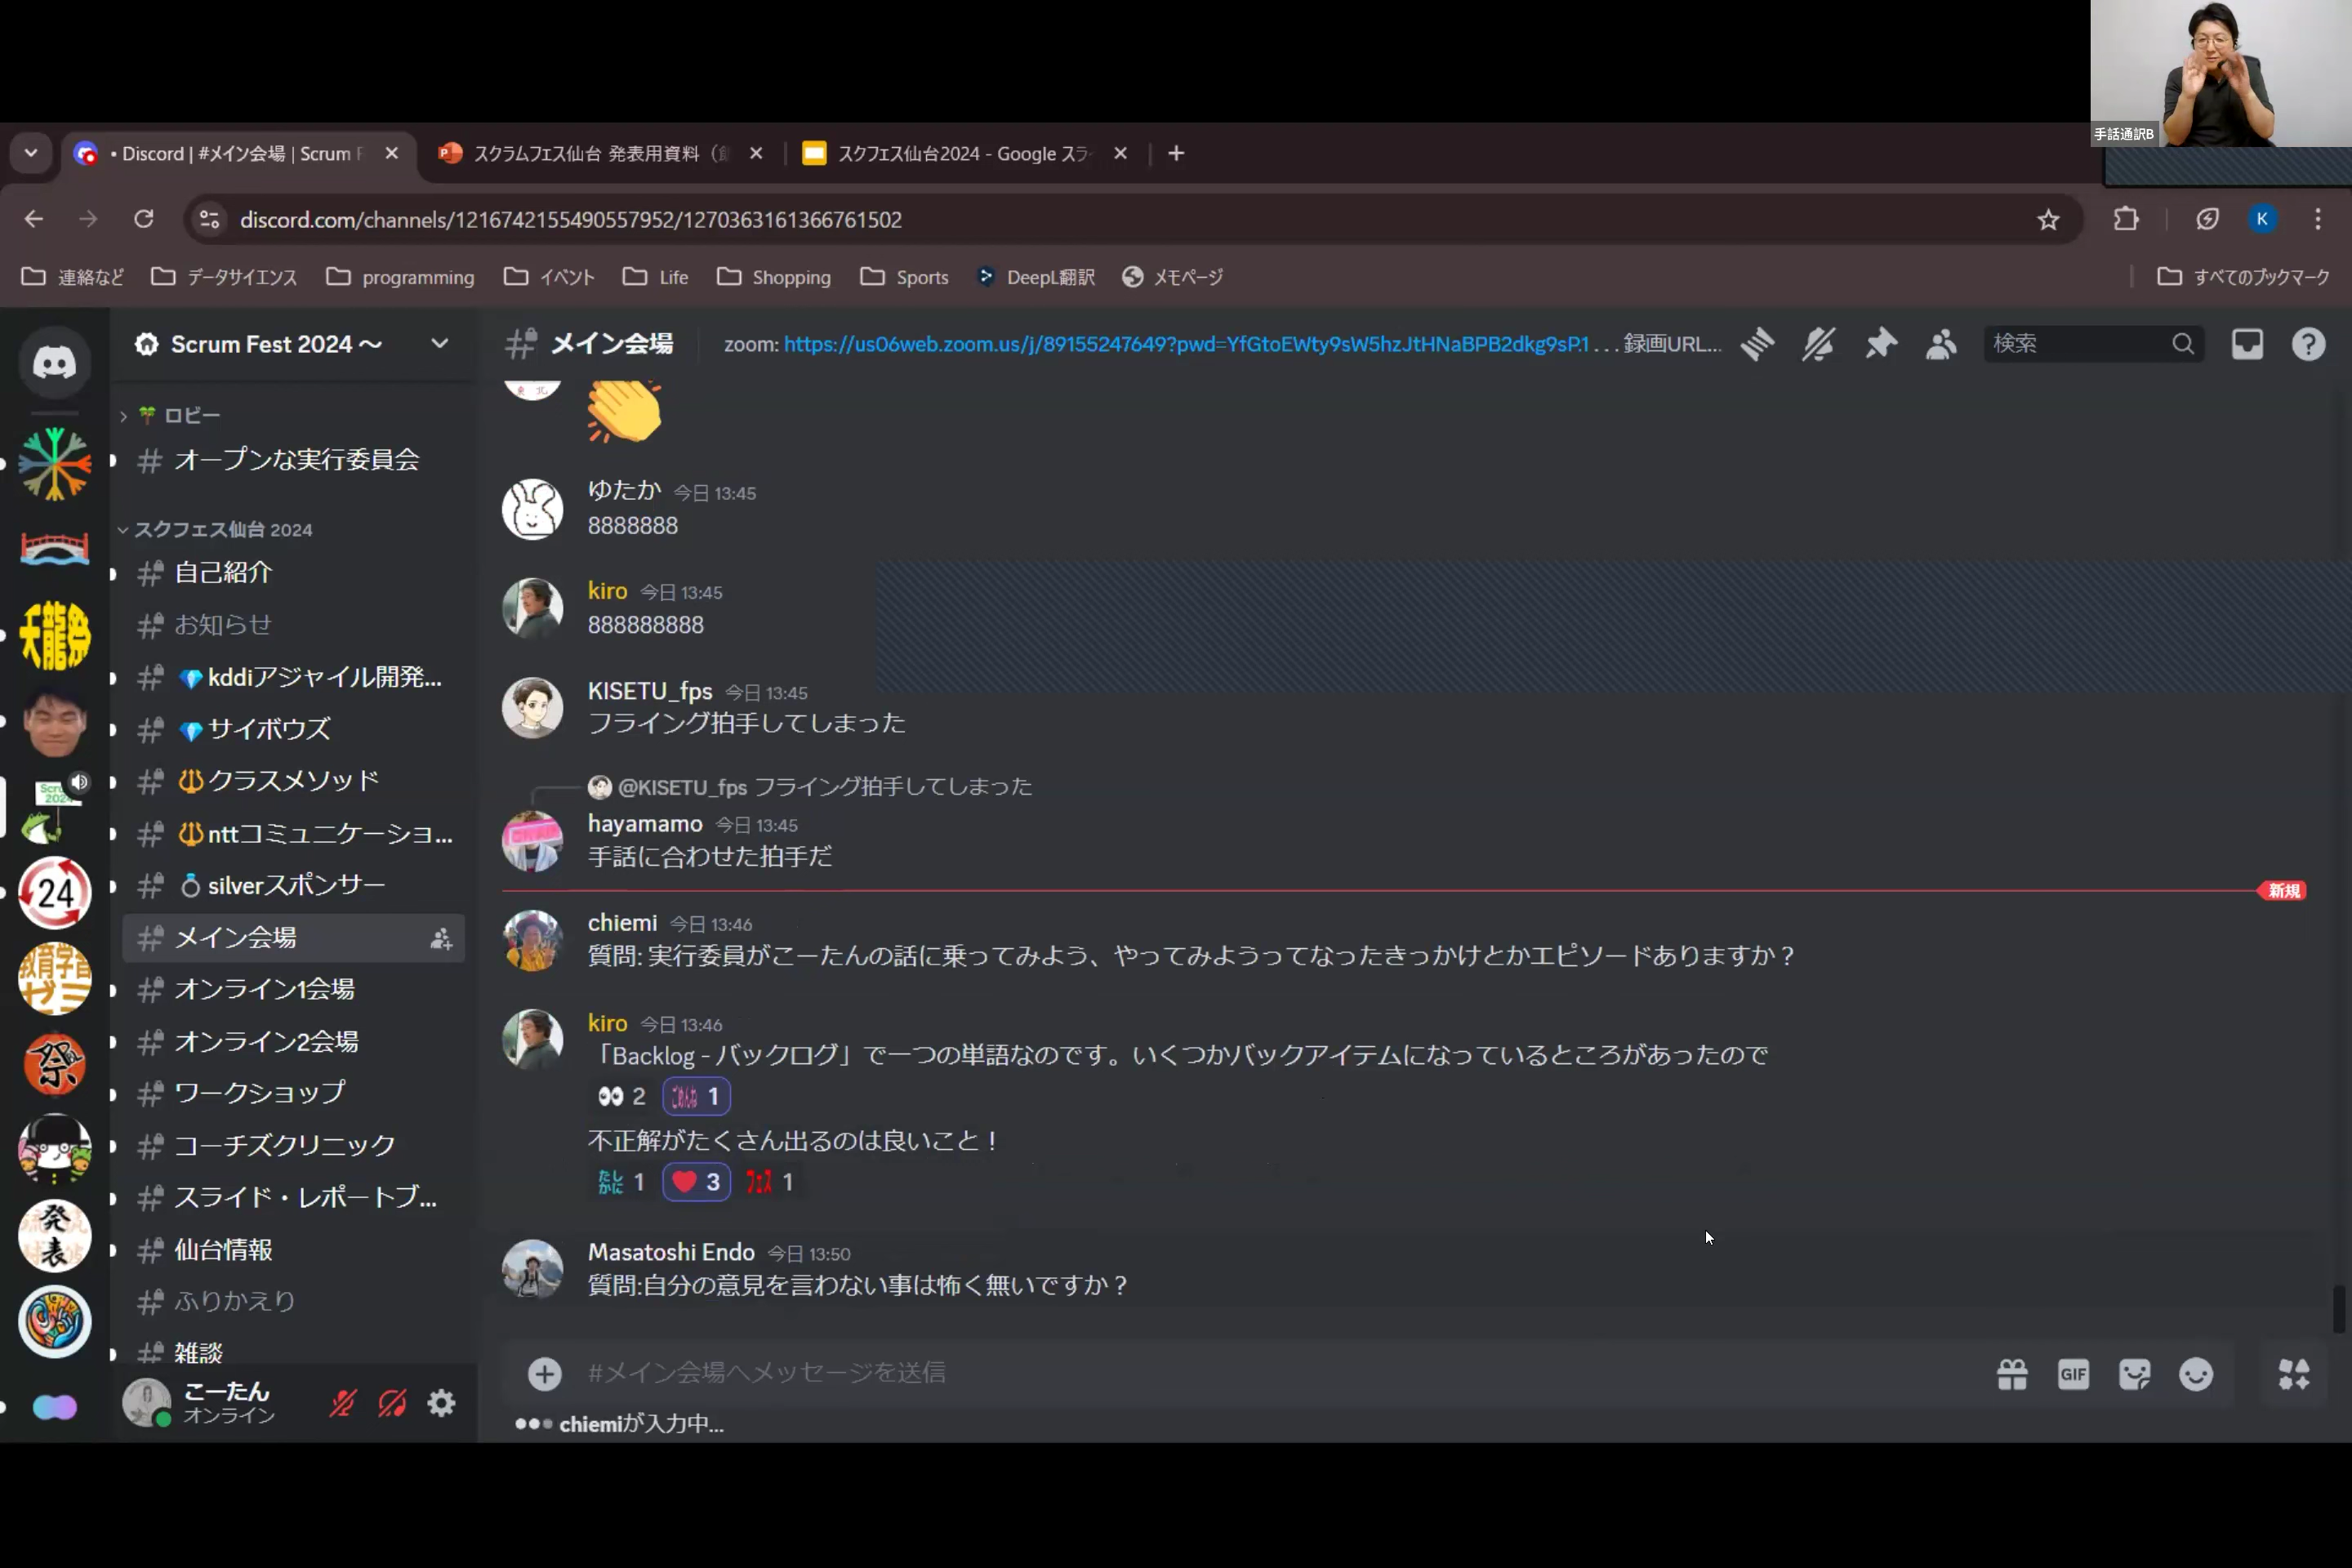 手話通訳B
• Discord | #メイン会場 | Scrum F
スクラムフェス仙台 発表用資料（
スクフェス仙台2024 - Google スラ
discord.com/channels/1216742155490557952/1270363161366761502
K
連絡など
データサイエンス
programming
イベント
Life
Shopping
Sports
DeepL翻訳
メモページ
すべてのブックマーク
Scrum Fest 2024 〜
メイン会場
zoom: https://us06web.zoom.us/j/89155247649?pwd=YfGtoEWty9sW5hzJtHNaBPB2dkg9sP.1 . . . 録画URL...
検索
天龍祭
24
祭
発表
ロビー
オープンな実行委員会
スクフェス仙台 2024
自己紹介
お知らせ
kddiアジャイル開発...
サイボウズ
クラスメソッド
nttコミュニケーショ...
silverスポンサー
メイン会場
オンライン1会場
オンライン2会場
ワークショップ
コーチズクリニック
スライド・レポートブ...
仙台情報
ふりかえり
雑談
こーたん
オンライン
東北
ゆたか 今日 13:45
8888888
kiro 今日 13:45
888888888
KISETU_fps 今日 13:45
フライング拍手してしまった
@KISETU_fps フライング拍手してしまった
hayamamo 今日 13:45
手話に合わせた拍手だ
新規
chiemi 今日 13:46
質問: 実行委員がこーたんの話に乗ってみよう、やってみようってなったきっかけとかエピソードありますか？
kiro 今日 13:46
「Backlog - バックログ」で一つの単語なのです。いくつかバックアイテムになっているところがあったので
2 ごめんね 1
不正解がたくさん出るのは良いこと！
たしかに 1 3 フェス 1
Masatoshi Endo 今日 13:50
質問:自分の意見を言わない事は怖く無いですか？
#メイン会場へメッセージを送信
GIF
chiemiが入力中...